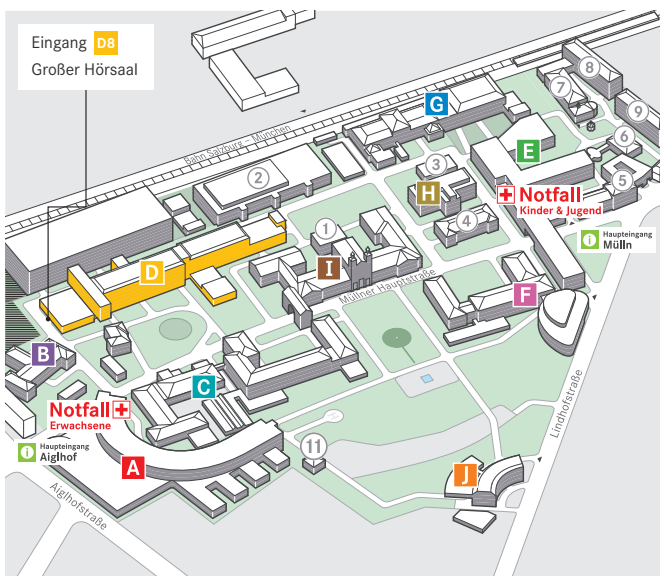 Eingang D8
Großer Hörsaal
Bahn Salzburg - München
8
7
9
G
E
6
5
3
H
2
4
Notfall
Kinder & Jugend
i Haupteingang
Mülln
1
I
D
Müllner Hauptstraße
F
B
C
Notfall
Erwachsene
i Haupteingang
Aiglhof
A
11
J
Lindhofstraße
Aiglhofstraße